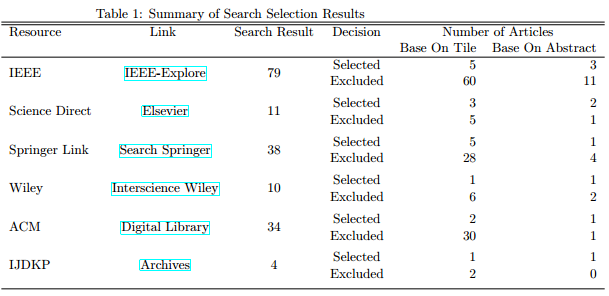 Table 1: Summary of Search Selection Results
Resource Link Search Result Decision Number of Articles
Base On Tile Base On Abstract
IEEE IEEE-Explore 79 Selected 5 3
Excluded 60 11
Science Direct Elsevier 11 Selected 3 2
Excluded 5 1
Springer Link Search Springer 38 Selected 5 1
Excluded 28 4
Wiley Interscience Wiley 10 Selected 1 1
Excluded 6 2
ACM Digital Library 34 Selected 2 1
Excluded 30 1
IJDKP Archives 4 Selected 1 1
Excluded 2 0